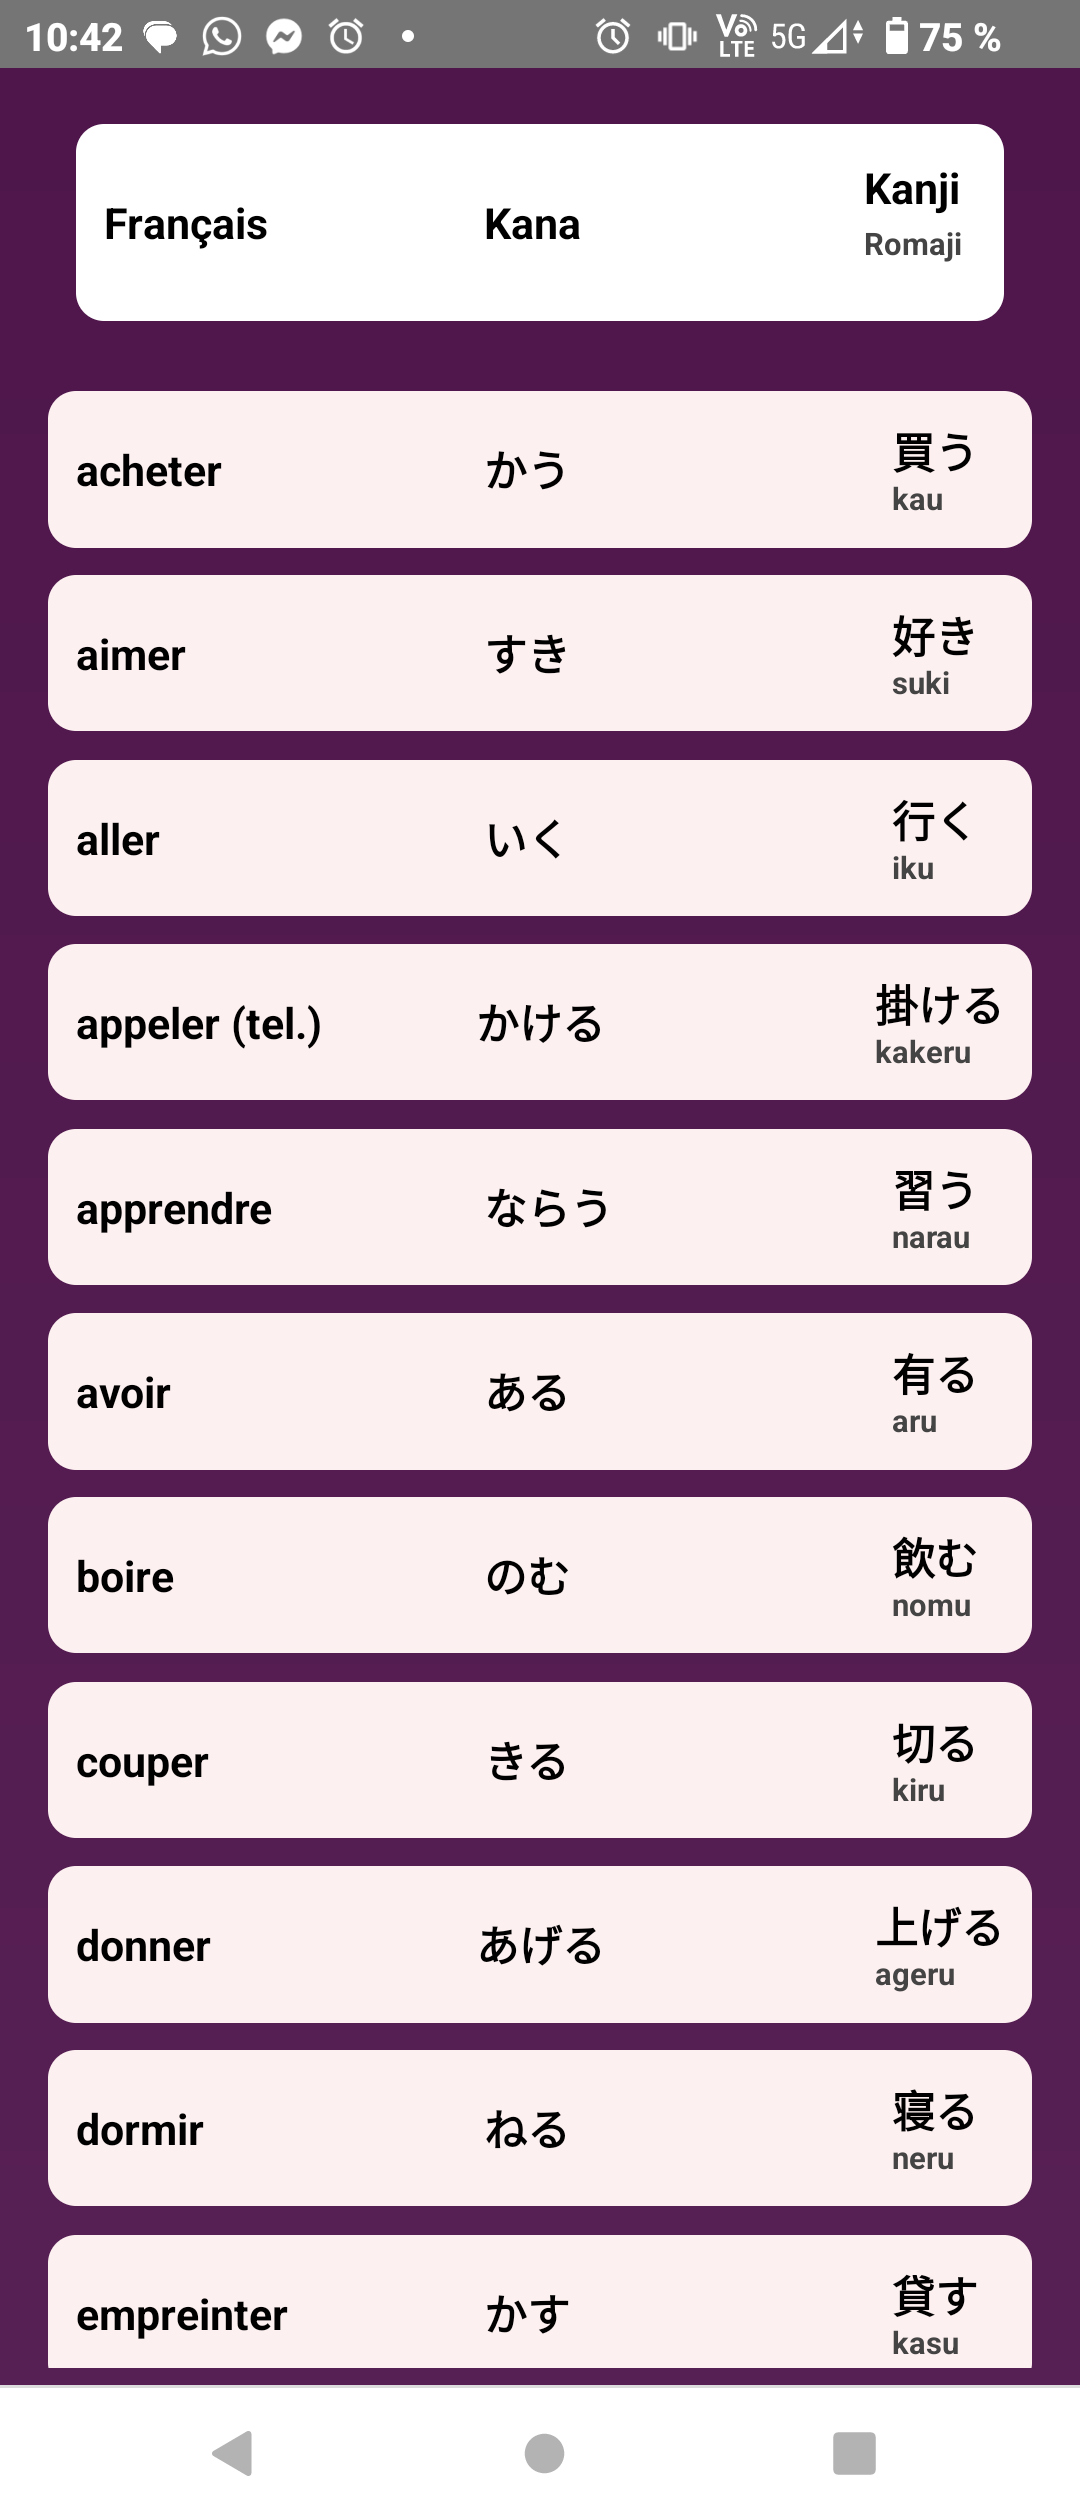 10:42 Vo LTE 5G 75 %
Français Kana Kanji
Romaji
acheter かう 買う
kau
aimer すき 好き
suki
aller いく 行く
iku
appeler (tel.) かける 掛ける
kakeru
apprendre ならう 習う
narau
avoir ある 有る
aru
boire のむ 飲む
nomu
couper きる 切る
kiru
donner あげる 上げる
ageru
dormir ねる 寝る
neru
empreinter かす 貸す
kasu